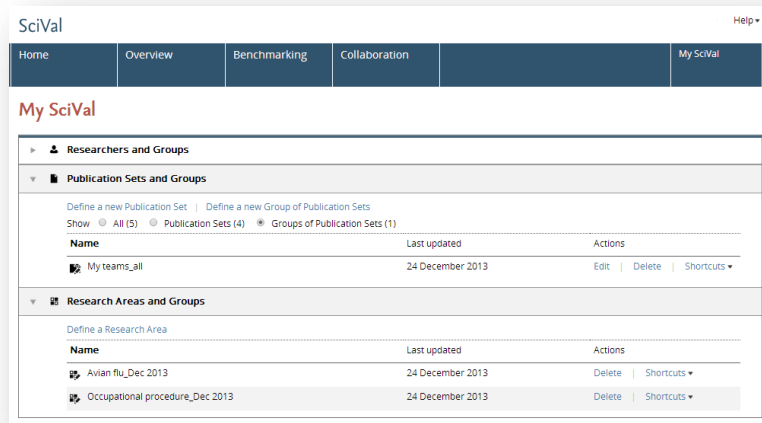 SciVal
Help
Home Overview Benchmarking Collaboration My SciVal
My SciVal
Researchers and Groups
Publication Sets and Groups
Define a new Publication Set | Define a new Group of Publication Sets
Show All (5) Publication Sets (4) Groups of Publication Sets (1)
Name Last updated Actions
My teams_all 24 December 2013 Edit | Delete | Shortcuts
Research Areas and Groups
Define a Research Area
Name Last updated Actions
Avian flu_Dec 2013 24 December 2013 Delete | Shortcuts
Occupational procedure_Dec 2013 24 December 2013 Delete | Shortcuts